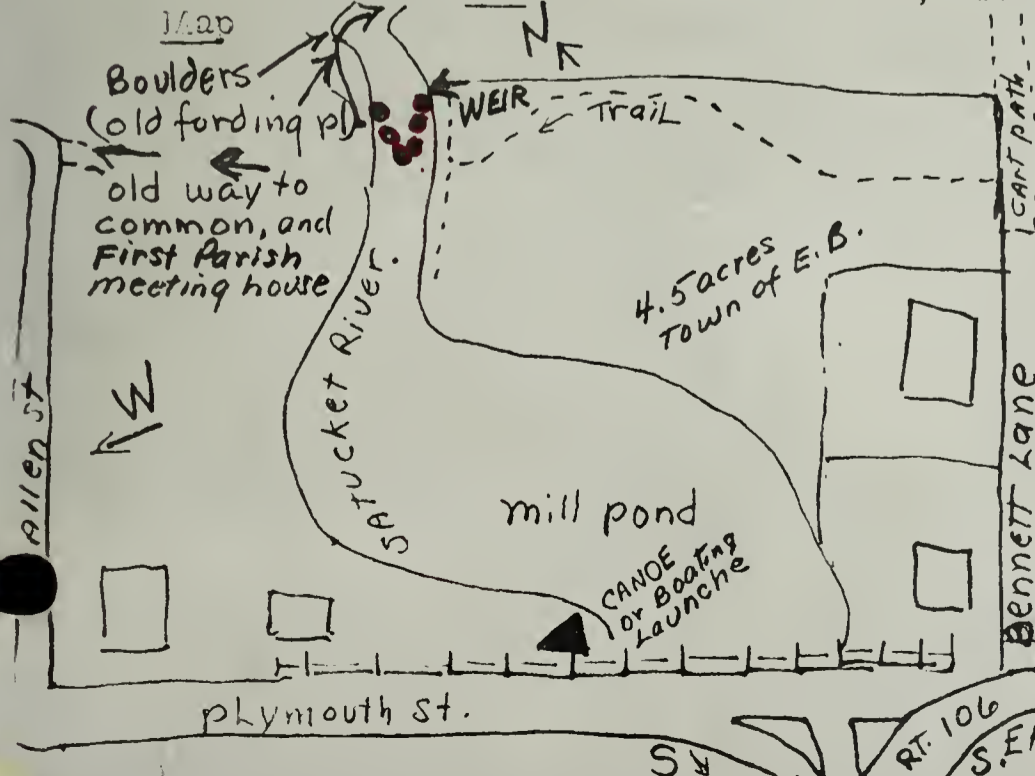 Map
N
Boulders
(old fording pl.
WEIR
Trail
CART PATH
old way to
common, and
First Parish
meeting house
4.5 acres
Town of E.B.
SATUCKET RIVER.
W
Allen St
Bennett Lane
mill pond
CANOE
or Boating
Launche
Plymouth St.
S
RT. 106